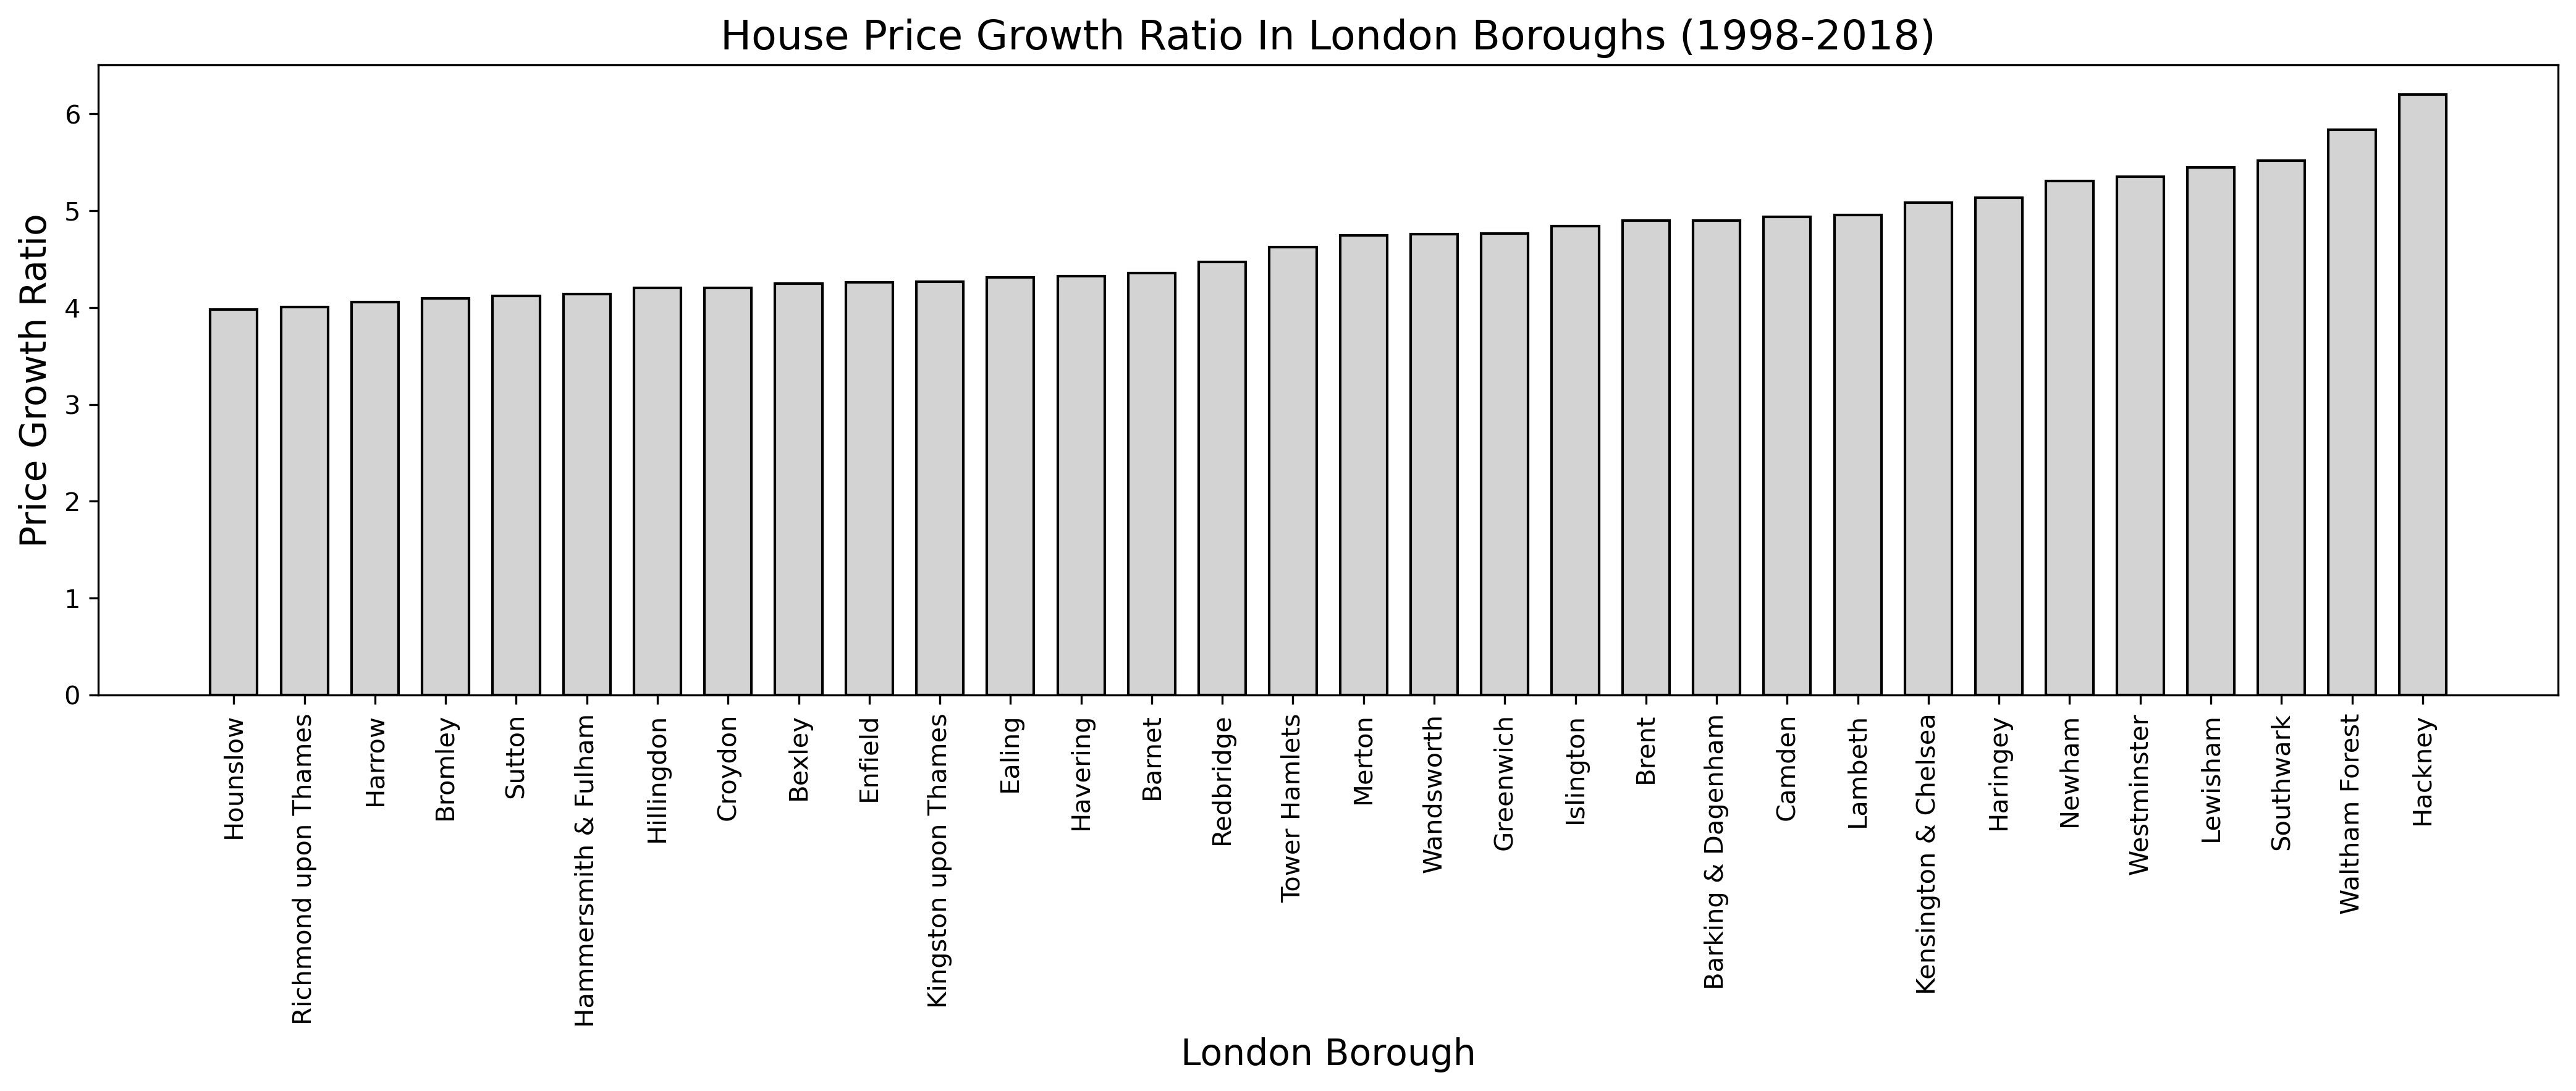 House Price Growth Ratio In London Boroughs (1998-2018)
Price Growth Ratio
6
5
4
3
2
1
0
Hounslow
Richmond upon Thames
Harrow
Bromley
Sutton
Hammersmith & Fulham
Hillingdon
Croydon
Bexley
Enfield
Kingston upon Thames
Ealing
Havering
Barnet
Redbridge
Tower Hamlets
Merton
Wandsworth
Greenwich
Islington
Brent
Barking & Dagenham
Camden
Lambeth
Kensington & Chelsea
Haringey
Newham
Westminster
Lewisham
Southwark
Waltham Forest
Hackney
London Borough